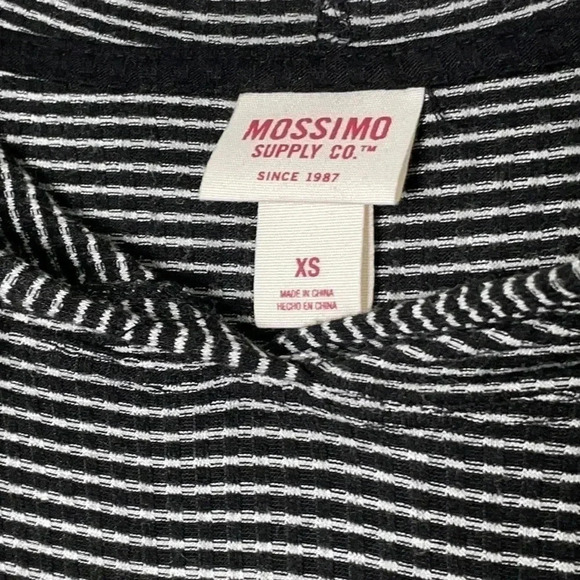 MOSSIMO
SUPPLY CO.™
SINCE 1987
XS
MADE IN CHINA
HECHO EN CHINA